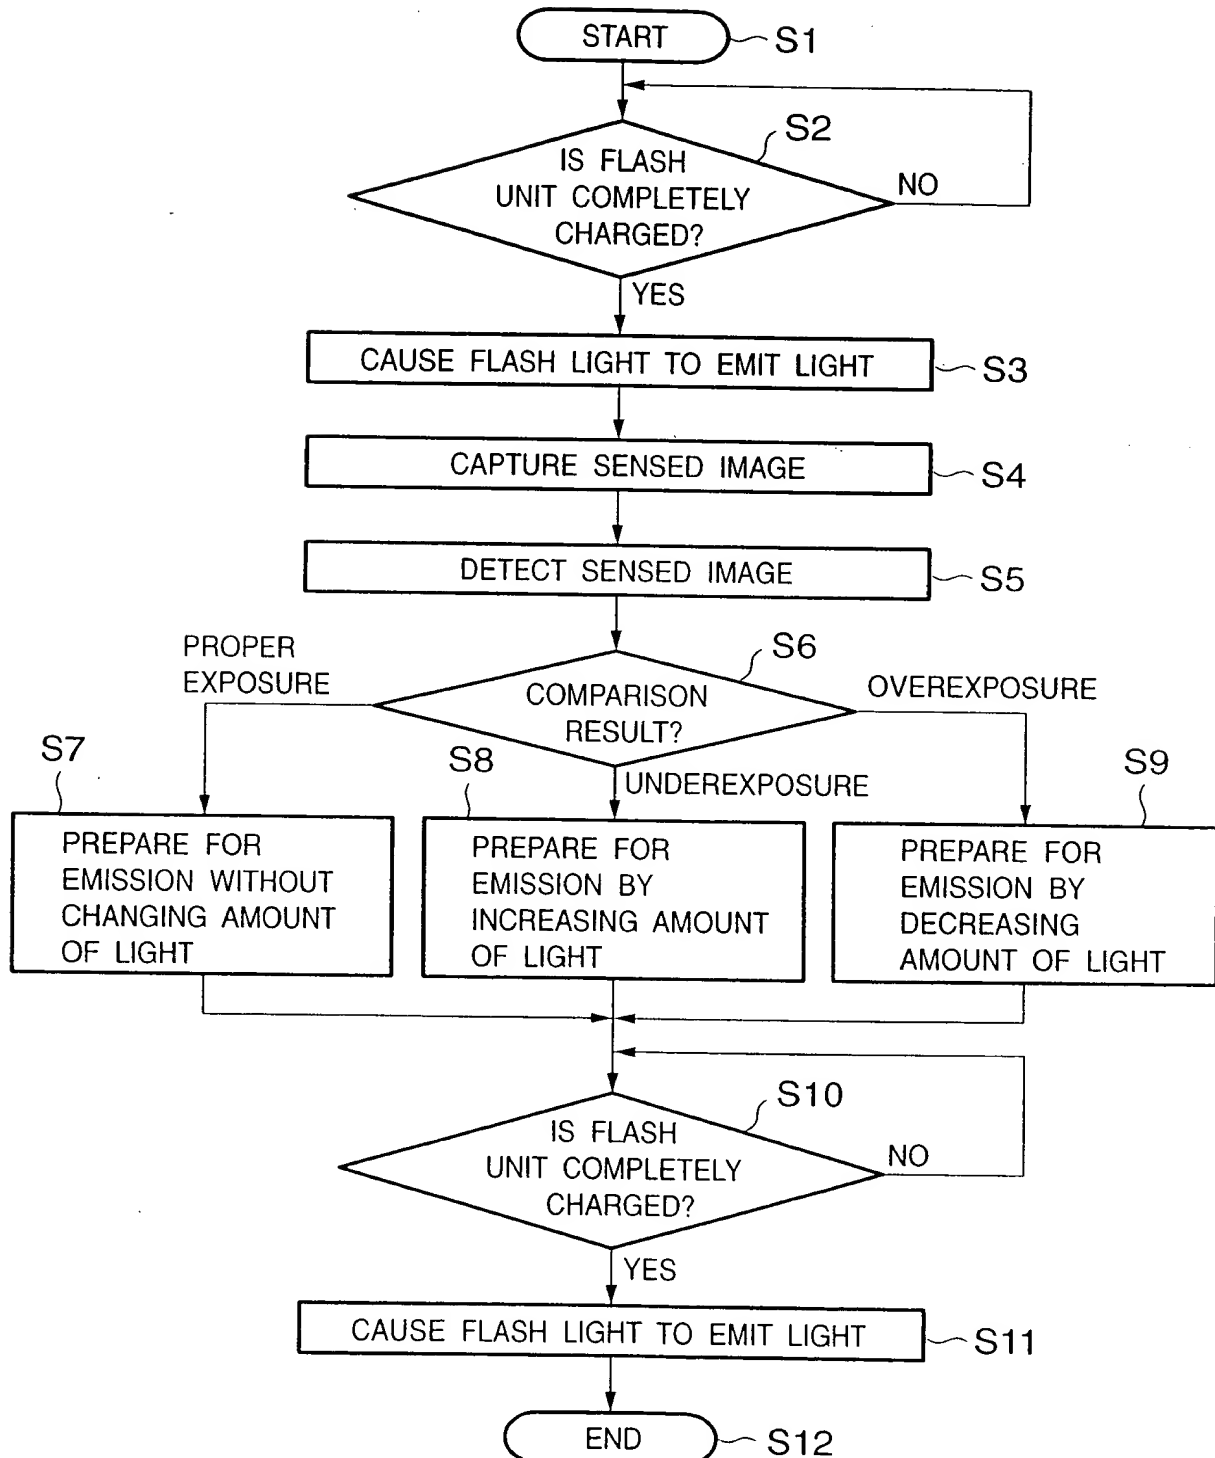 START
S1
S2
IS FLASH
UNIT COMPLETELY
CHARGED?
NO
YES
CAUSE FLASH LIGHT TO EMIT LIGHT
S3
CAPTURE SENSED IMAGE
S4
DETECT SENSED IMAGE
S5
S6
COMPARISON
RESULT?
PROPER
EXPOSURE
OVEREXPOSURE
UNDEREXPOSURE
S7
PREPARE FOR
EMISSION WITHOUT
CHANGING AMOUNT
OF LIGHT
S8
PREPARE FOR
EMISSION BY
INCREASING AMOUNT
OF LIGHT
S9
PREPARE FOR
EMISSION BY
DECREASING
AMOUNT OF LIGHT
S10
IS FLASH
UNIT COMPLETELY
CHARGED?
NO
YES
CAUSE FLASH LIGHT TO EMIT LIGHT
S11
END
S12